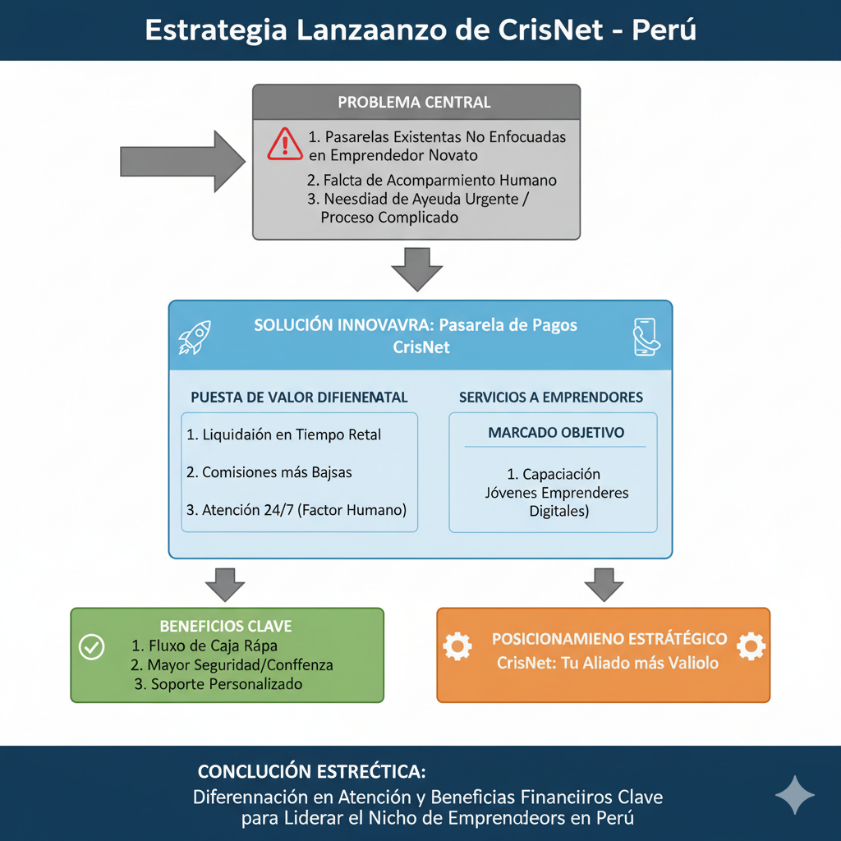 Estrategia Lanzaanzo de CrisNet - Perú
PROBLEMA CENTRAL
1. Pasarelas Existentes No Enfocuadas
en Emprendedor Novato
2. Falcta de Acomparmiento Humano
3. Neesdiad de Ayeuda Urgente /
Proceso Complicado
SOLUCIÓN INNOVAVRA: Pasarela de Pagos
CrisNet
PUESTA DE VALOR DIFIENEATAL
1. Liquidaión en Tiempo Retal
2. Comisiones más Bajsas
3. Atención 24/7 (Factor Humano)
SERVICIOS A EMPRENDORES
MARCADO OBJETIVO
1. Capaciación
Jóvenes Emprenderes
Digitales)
BENEFICIOS CLAVE
1. Fluxo de Caja Rápa
2. Mayor Seguridad/Conffenza
3. Soporte Personalizado
POSICIONAMIENO ESTRÁTÉGICO
CrisNet: Tu Aliado más Valiolo
CONCLUCIÓN ESTREĆTICA:
Diferennación en Atención y Beneficias Financiiros Clave
para Liderar el Nicho de Emprendeors en Perú